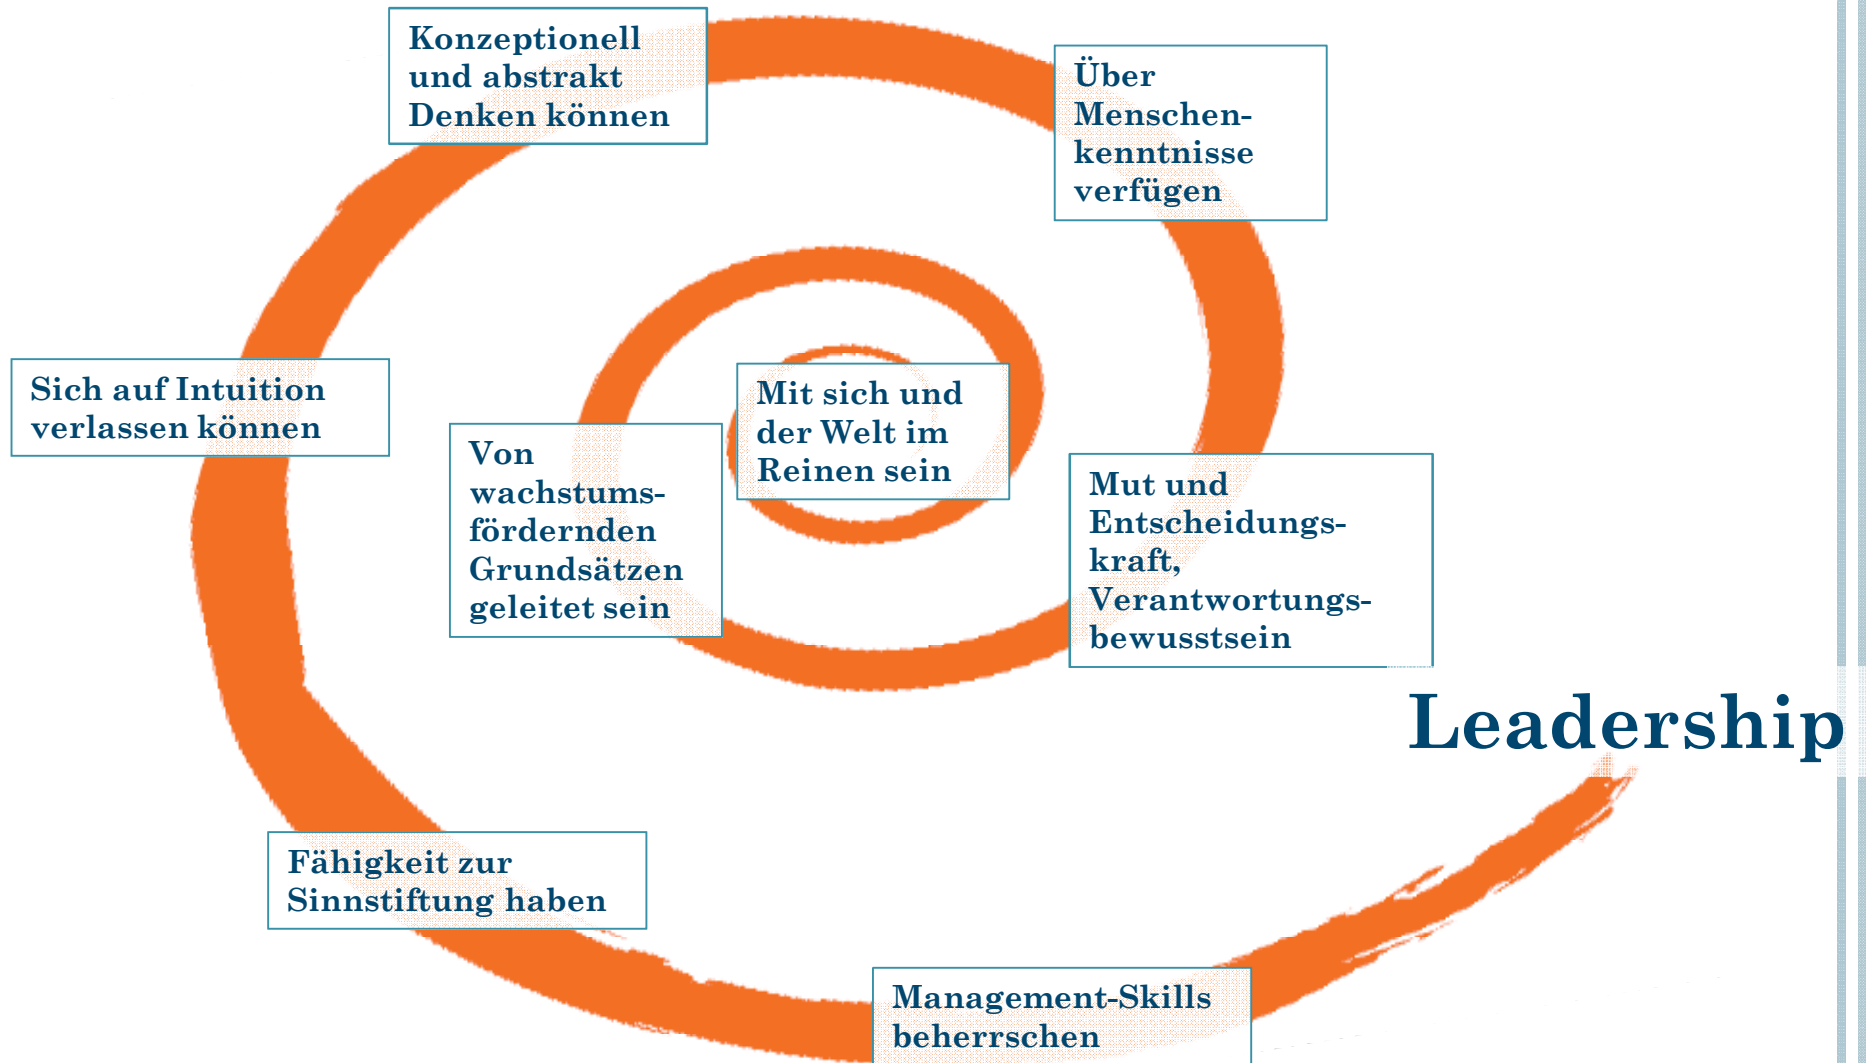 Konzeptionell
und abstrakt
Denken können
Über
Menschen-
kenntnisse
verfügen
Sich auf Intuition
verlassen können
Mit sich und
der Welt im
Reinen sein
Von
wachstums-
fördernden
Grundsätzen
geleitet sein
Mut und
Entscheidungs-
kraft,
Verantwortungs-
bewusstsein
Leadership
Fähigkeit zur
Sinnstiftung haben
Management-Skills
beherrschen